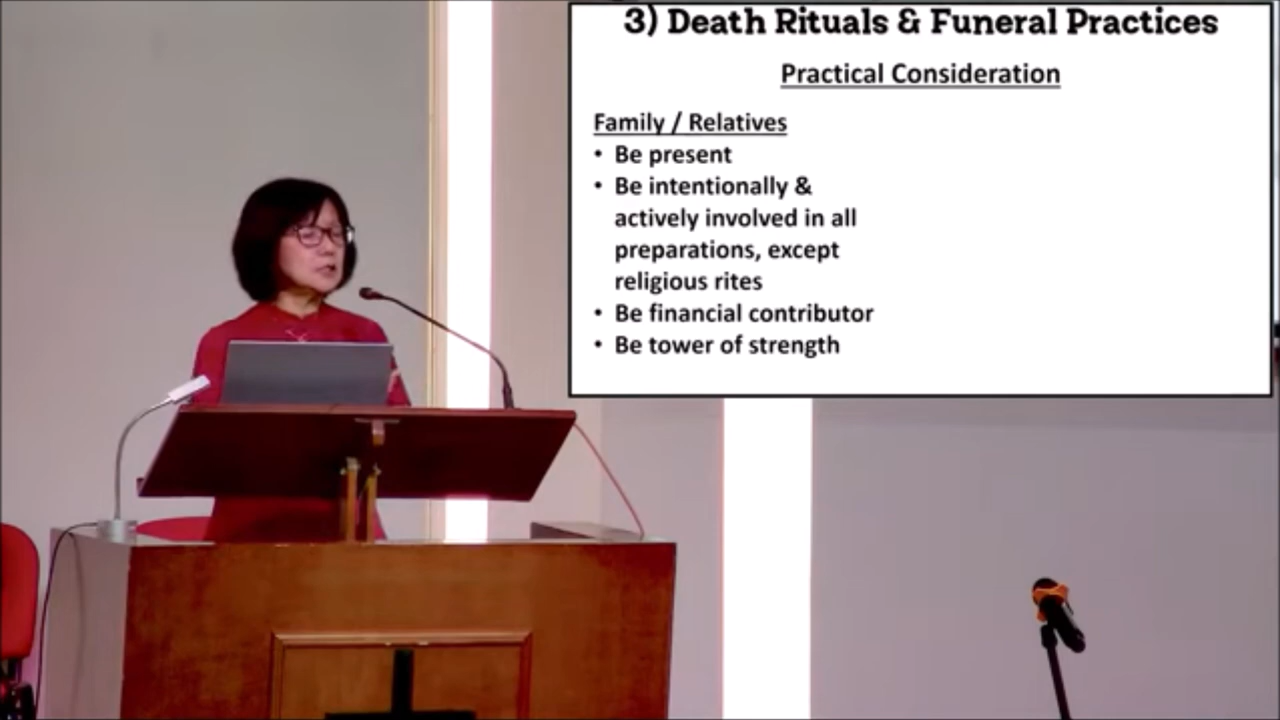 3) Death Rituals & Funeral Practices
Practical Consideration
Family / Relatives
• Be present
• Be intentionally &
actively involved in all
preparations, except
religious rites
• Be financial contributor
• Be tower of strength